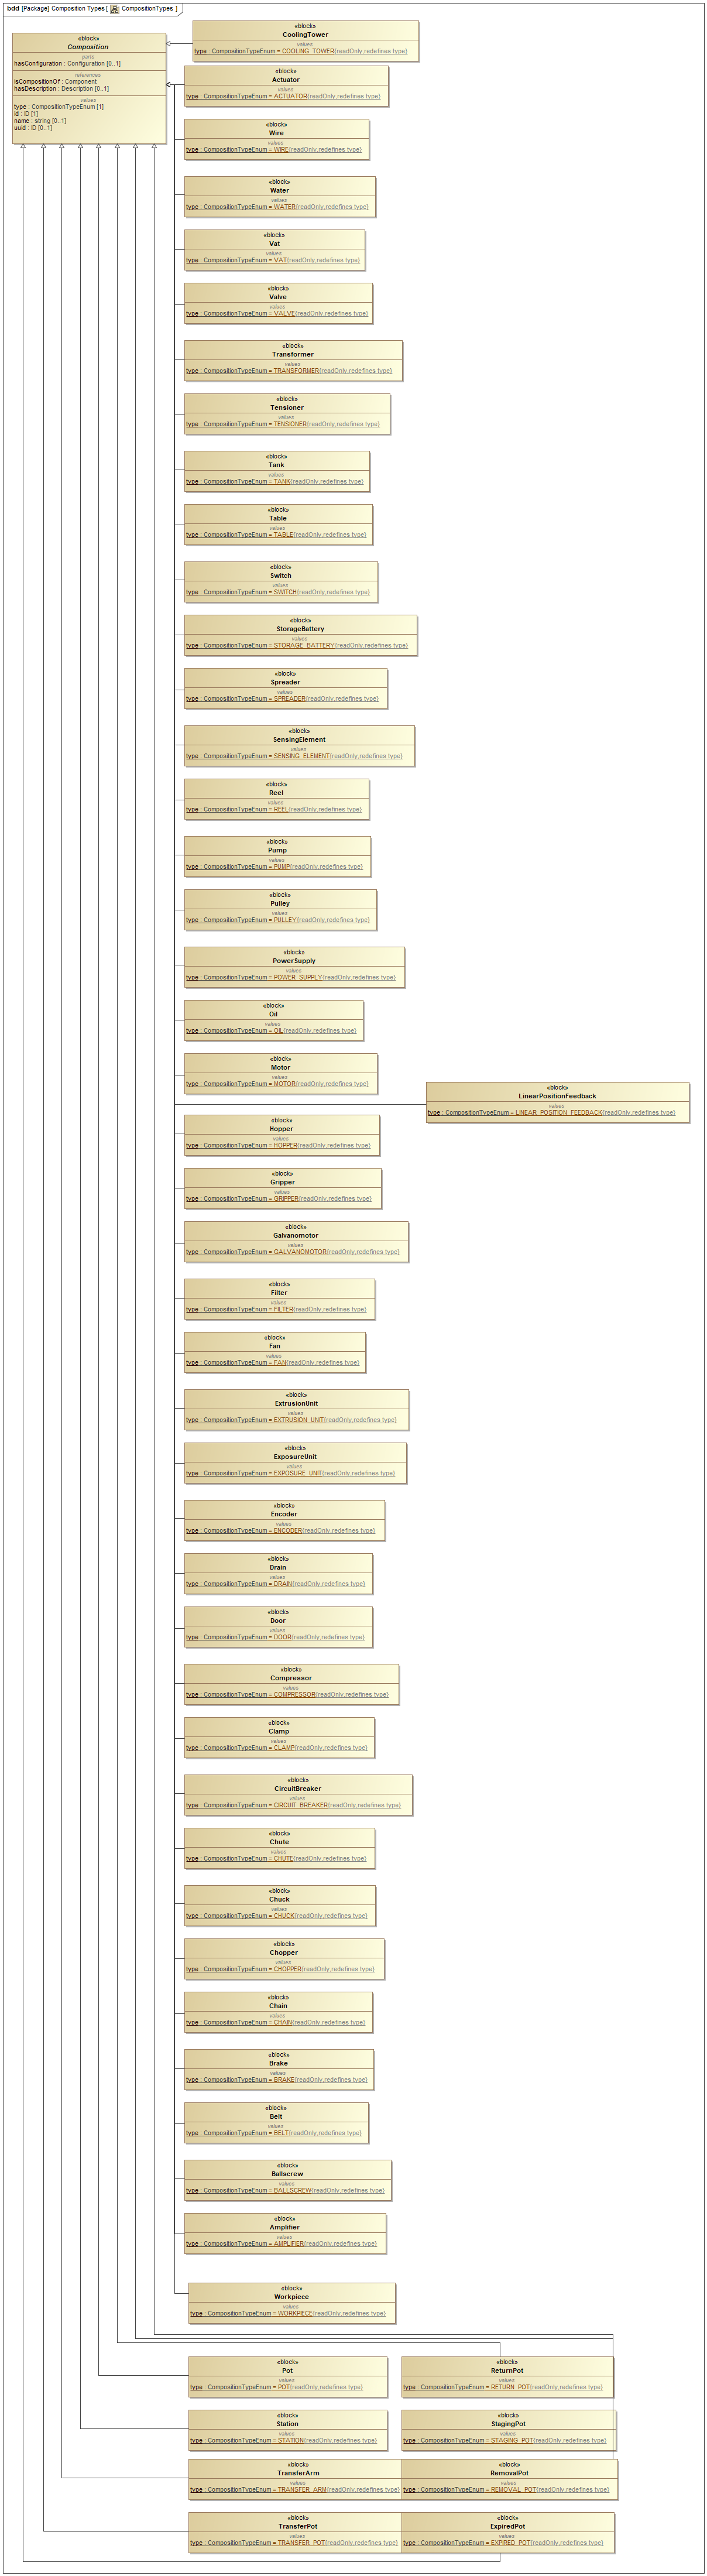 bdd [Package] Composition Types [ CompositionTypes ]
«block»
Composition
parts
hasConfiguration : Configuration [0..1]
references
isCompositionOf : Component
hasDescription : Description [0..1]
values
type : CompositionTypeEnum [1]
id : ID [1]
name : string [0..1]
uuid : ID [0..1]
«block»
CoolingTower
values
type : CompositionTypeEnum = COOLING_TOWER{readOnly,redefines type}
«block»
Actuator
values
type : CompositionTypeEnum = ACTUATOR{readOnly,redefines type}
«block»
Wire
values
type : CompositionTypeEnum = WIRE{readOnly,redefines type}
«block»
Water
values
type : CompositionTypeEnum = WATER{readOnly,redefines type}
«block»
Vat
values
type : CompositionTypeEnum = VAT{readOnly,redefines type}
«block»
Valve
values
type : CompositionTypeEnum = VALVE{readOnly,redefines type}
«block»
Transformer
values
type : CompositionTypeEnum = TRANSFORMER{readOnly,redefines type}
«block»
Tensioner
values
type : CompositionTypeEnum = TENSIONER{readOnly,redefines type}
«block»
Tank
values
type : CompositionTypeEnum = TANK{readOnly,redefines type}
«block»
Table
values
type : CompositionTypeEnum = TABLE{readOnly,redefines type}
«block»
Switch
values
type : CompositionTypeEnum = SWITCH{readOnly,redefines type}
«block»
StorageBattery
values
type : CompositionTypeEnum = STORAGE_BATTERY{readOnly,redefines type}
«block»
Spreader
values
type : CompositionTypeEnum = SPREADER{readOnly,redefines type}
«block»
SensingElement
values
type : CompositionTypeEnum = SENSING_ELEMENT{readOnly,redefines type}
«block»
Reel
values
type : CompositionTypeEnum = REEL{readOnly,redefines type}
«block»
Pump
values
type : CompositionTypeEnum = PUMP{readOnly,redefines type}
«block»
Pulley
values
type : CompositionTypeEnum = PULLEY{readOnly,redefines type}
«block»
PowerSupply
values
type : CompositionTypeEnum = POWER_SUPPLY{readOnly,redefines type}
«block»
Oil
values
type : CompositionTypeEnum = OIL{readOnly,redefines type}
«block»
Motor
values
type : CompositionTypeEnum = MOTOR{readOnly,redefines type}
«block»
LinearPositionFeedback
values
type : CompositionTypeEnum = LINEAR_POSITION_FEEDBACK{readOnly,redefines type}
«block»
Hopper
values
type : CompositionTypeEnum = HOPPER{readOnly,redefines type}
«block»
Gripper
values
type : CompositionTypeEnum = GRIPPER{readOnly,redefines type}
«block»
Galvanomotor
values
type : CompositionTypeEnum = GALVANOMOTOR{readOnly,redefines type}
«block»
Filter
values
type : CompositionTypeEnum = FILTER{readOnly,redefines type}
«block»
Fan
values
type : CompositionTypeEnum = FAN{readOnly,redefines type}
«block»
ExtrusionUnit
values
type : CompositionTypeEnum = EXTRUSION_UNIT{readOnly,redefines type}
«block»
ExposureUnit
values
type : CompositionTypeEnum = EXPOSURE_UNIT{readOnly,redefines type}
«block»
Encoder
values
type : CompositionTypeEnum = ENCODER{readOnly,redefines type}
«block»
Drain
values
type : CompositionTypeEnum = DRAIN{readOnly,redefines type}
«block»
Door
values
type : CompositionTypeEnum = DOOR{readOnly,redefines type}
«block»
Compressor
values
type : CompositionTypeEnum = COMPRESSOR{readOnly,redefines type}
«block»
Clamp
values
type : CompositionTypeEnum = CLAMP{readOnly,redefines type}
«block»
CircuitBreaker
values
type : CompositionTypeEnum = CIRCUIT_BREAKER{readOnly,redefines type}
«block»
Chute
values
type : CompositionTypeEnum = CHUTE{readOnly,redefines type}
«block»
Chuck
values
type : CompositionTypeEnum = CHUCK{readOnly,redefines type}
«block»
Chopper
values
type : CompositionTypeEnum = CHOPPER{readOnly,redefines type}
«block»
Chain
values
type : CompositionTypeEnum = CHAIN{readOnly,redefines type}
«block»
Brake
values
type : CompositionTypeEnum = BRAKE{readOnly,redefines type}
«block»
Belt
values
type : CompositionTypeEnum = BELT{readOnly,redefines type}
«block»
Ballscrew
values
type : CompositionTypeEnum = BALLSCREW{readOnly,redefines type}
«block»
Amplifier
values
type : CompositionTypeEnum = AMPLIFIER{readOnly,redefines type}
«block»
Workpiece
values
type : CompositionTypeEnum = WORKPIECE{readOnly,redefines type}
«block»
Pot
values
type : CompositionTypeEnum = POT{readOnly,redefines type}
«block»
ReturnPot
values
type : CompositionTypeEnum = RETURN_POT{readOnly,redefines type}
«block»
Station
values
type : CompositionTypeEnum = STATION{readOnly,redefines type}
«block»
StagingPot
values
type : CompositionTypeEnum = STAGING_POT{readOnly,redefines type}
«block»
TransferArm
values
type : CompositionTypeEnum = TRANSFER_ARM{readOnly,redefines type}
«block»
RemovalPot
values
type : CompositionTypeEnum = REMOVAL_POT{readOnly,redefines type}
«block»
TransferPot
values
type : CompositionTypeEnum = TRANSFER_POT{readOnly,redefines type}
«block»
ExpiredPot
values
type : CompositionTypeEnum = EXPIRED_POT{readOnly,redefines type}